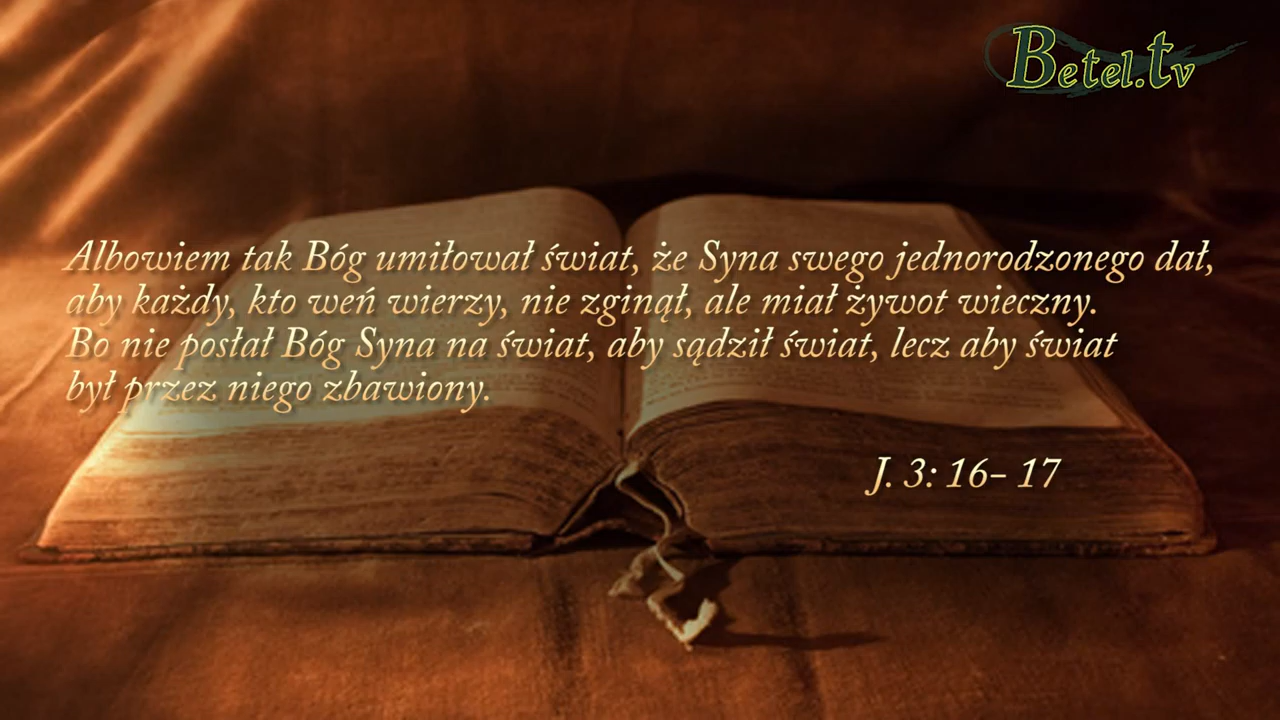 Betel.tv
Albowiem tak Bóg umiłował świat, że Syna swego jednorodzonego dał,
aby każdy, kto weń wierzy, nie zginął, ale miał żywot wieczny.
Bo nie posłał Bóg Syna na świat, aby sądził świat, lecz aby świat
był przez niego zbawiony.
J. 3: 16- 17